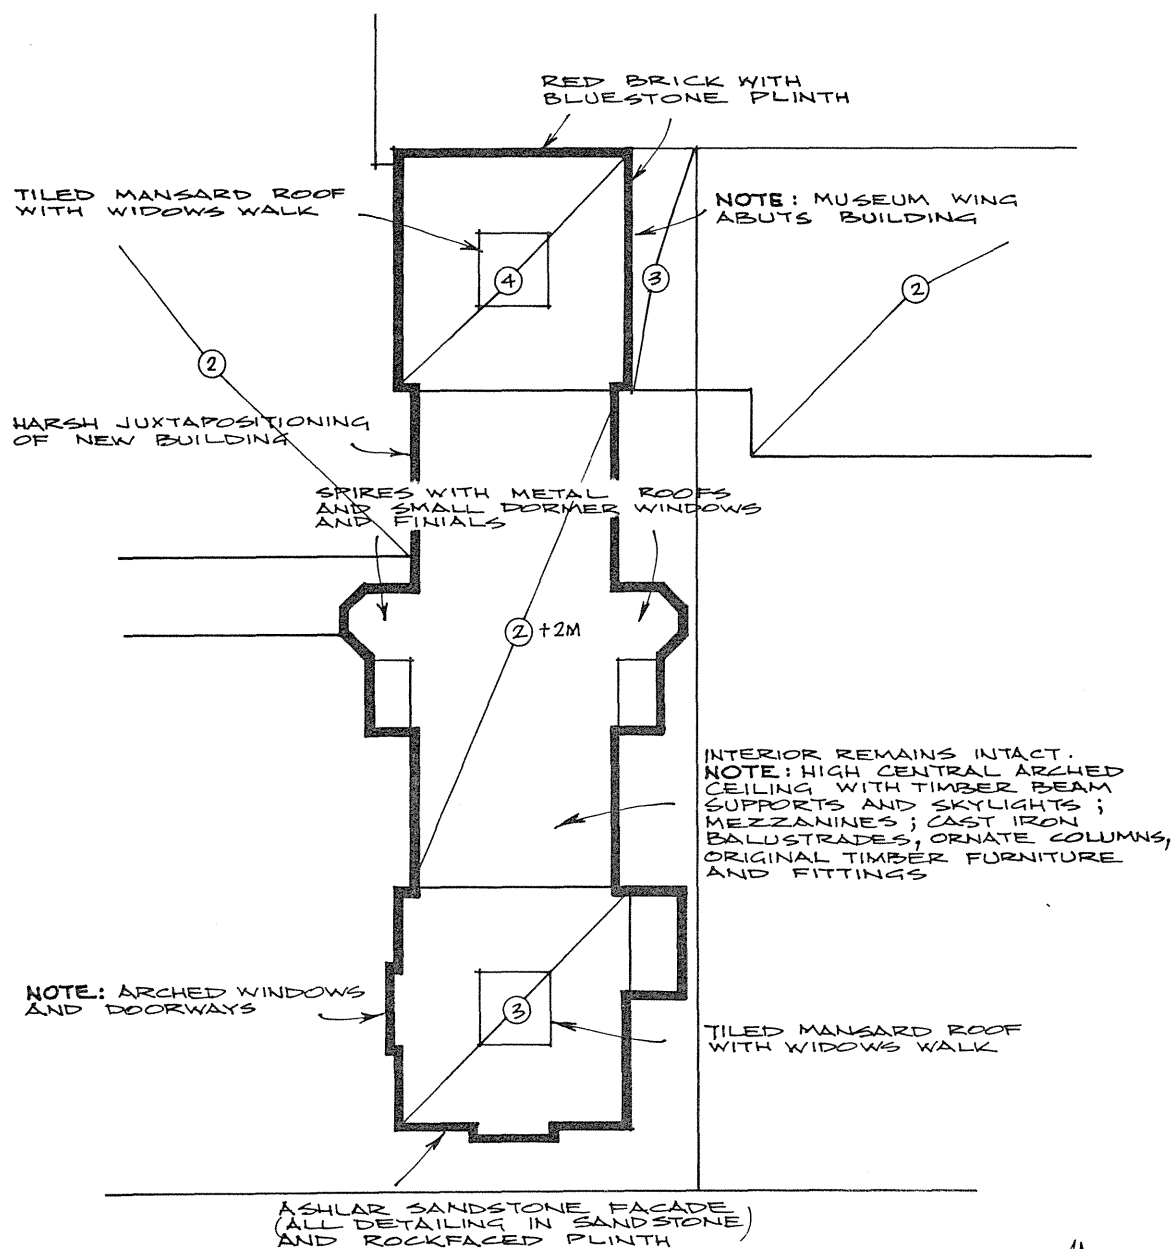 RED BRICK WITH
BLUESTONE PLINTH
TILED MANSARD ROOF
WITH WIDOWS WALK
NOTE: MUSEUM WING
ABUTS BUILDING
4
3
2
2
HARSH JUXTAPOSITIONING
OF NEW BUILDING
SPIRES WITH METAL ROOFS
AND SMALL DORMER WINDOWS
AND FINIALS
2 +2M
INTERIOR REMAINS INTACT.
NOTE: HIGH CENTRAL ARCHED
CEILING WITH TIMBER BEAM
SUPPORTS AND SKYLIGHTS;
MEZZANINES; CAST IRON
BALUSTRADES, ORNATE COLUMNS,
ORIGINAL TIMBER FURNITURE
AND FITTINGS
NOTE: ARCHED WINDOWS
AND DOORWAYS
3
TILED MANSARD ROOF
WITH WIDOWS WALK
ASHLAR SANDSTONE FACADE
(ALL DETAILING IN SANDSTONE)
AND ROCKFACED PLINTH